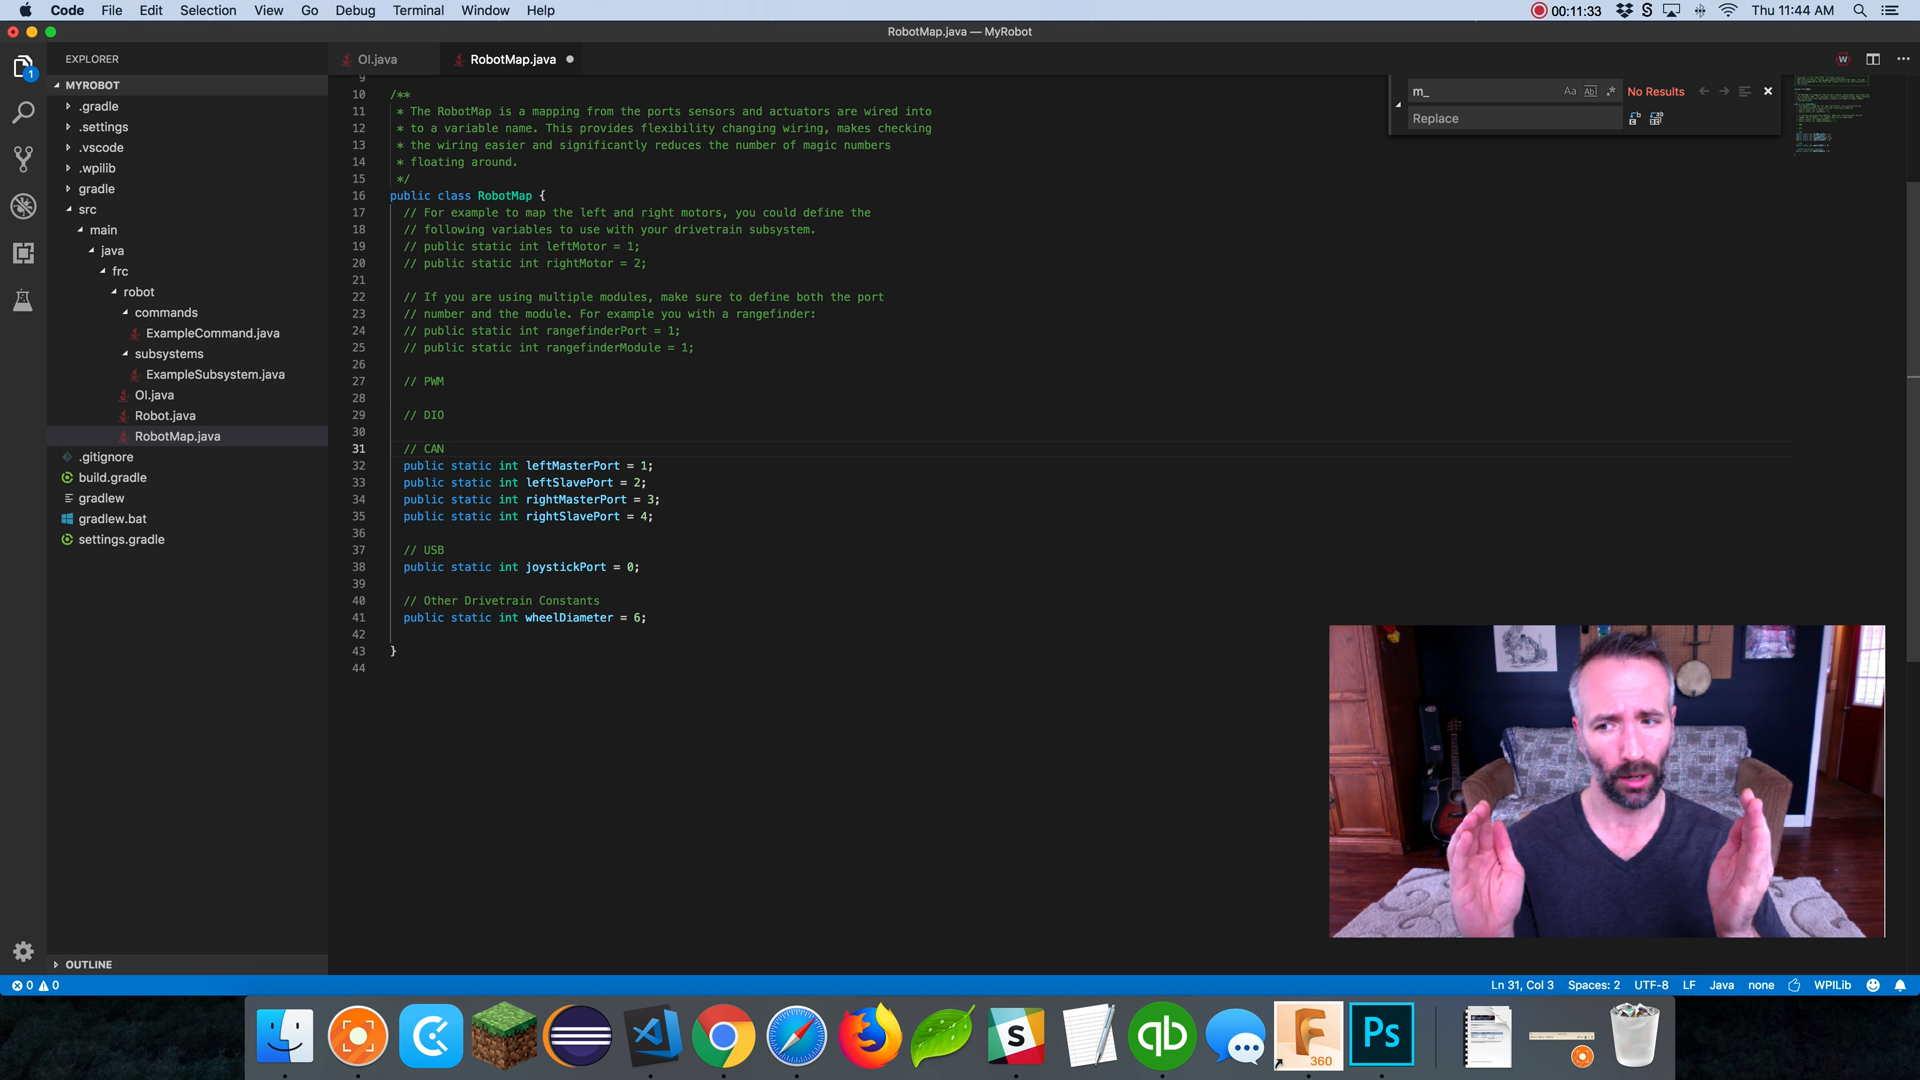 Code File Edit Selection View Go Debug Terminal Window Help
00:11:33 Thu 11:44 AM
RobotMap.java — MyRobot
EXPLORER
OI.java
RobotMap.java
MYROBOT
.gradle
.settings
.vscode
.wpilib
gradle
src
main
java
frc
robot
commands
ExampleCommand.java
subsystems
ExampleSubsystem.java
OI.java
Robot.java
RobotMap.java
.gitignore
build.gradle
gradlew
gradlew.bat
settings.gradle
OUTLINE
m_ Aa Abl .* No Results
Replace
9
10 /**
11 * The RobotMap is a mapping from the ports sensors and actuators are wired into
12 * to a variable name. This provides flexibility changing wiring, makes checking
13 * the wiring easier and significantly reduces the number of magic numbers
14 * floating around.
15 */
16 public class RobotMap {
17 // For example to map the left and right motors, you could define the
18 // following variables to use with your drivetrain subsystem.
19 // public static int leftMotor = 1;
20 // public static int rightMotor = 2;
21
22 // If you are using multiple modules, make sure to define both the port
23 // number and the module. For example you with a rangefinder:
24 // public static int rangefinderPort = 1;
25 // public static int rangefinderModule = 1;
26
27 // PWM
28
29 // DIO
30
31 // CAN
32 public static int leftMasterPort = 1;
33 public static int leftSlavePort = 2;
34 public static int rightMasterPort = 3;
35 public static int rightSlavePort = 4;
36
37 // USB
38 public static int joystickPort = 0;
39
40 // Other Drivetrain Constants
41 public static int wheelDiameter = 6;
42
43 }
44
0 0
Ln 31, Col 3 Spaces: 2 UTF-8 LF Java none WPILib
1
W
S
qb
360
Ps